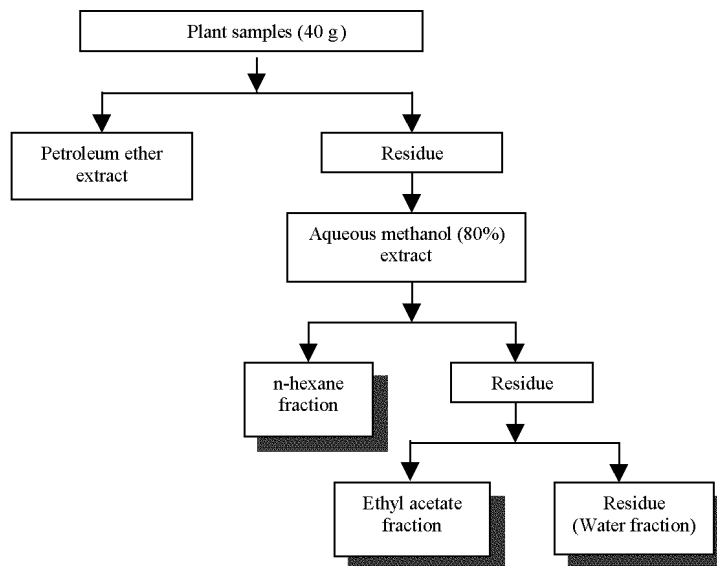 Plant samples (40 g )
Petroleum ether
extract
Residue
Aqueous methanol (80%)
extract
n-hexane
fraction
Residue
Ethyl acetate
fraction
Residue
(Water fraction)